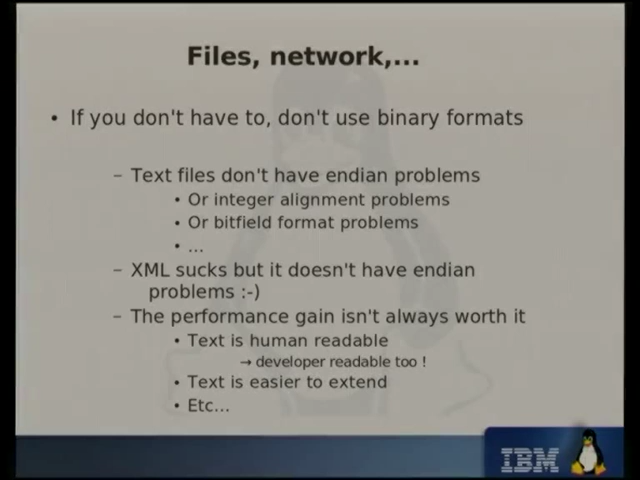 Files, network,...
• If you don't have to, don't use binary formats
– Text files don't have endian problems
• Or integer alignment problems
• Or bitfield format problems
• ...
– XML sucks but it doesn't have endian
problems :-)
– The performance gain isn't always worth it
• Text is human readable
→ developer readable too !
• Text is easier to extend
• Etc...
IBM